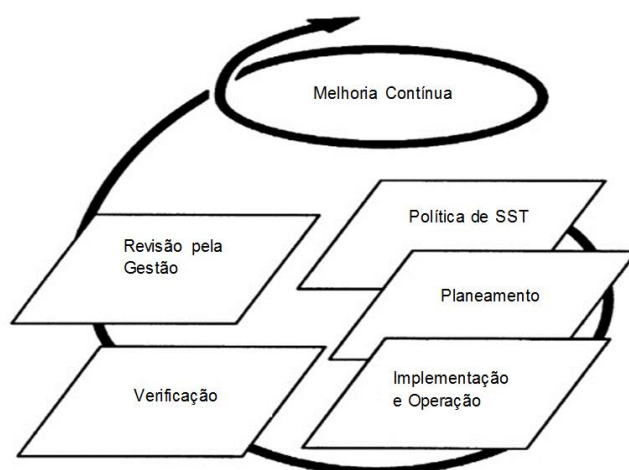 Melhoria Contínua
Política de SST
Revisão pela
Gestão
Planeamento
Implementação
e Operação
Verificação